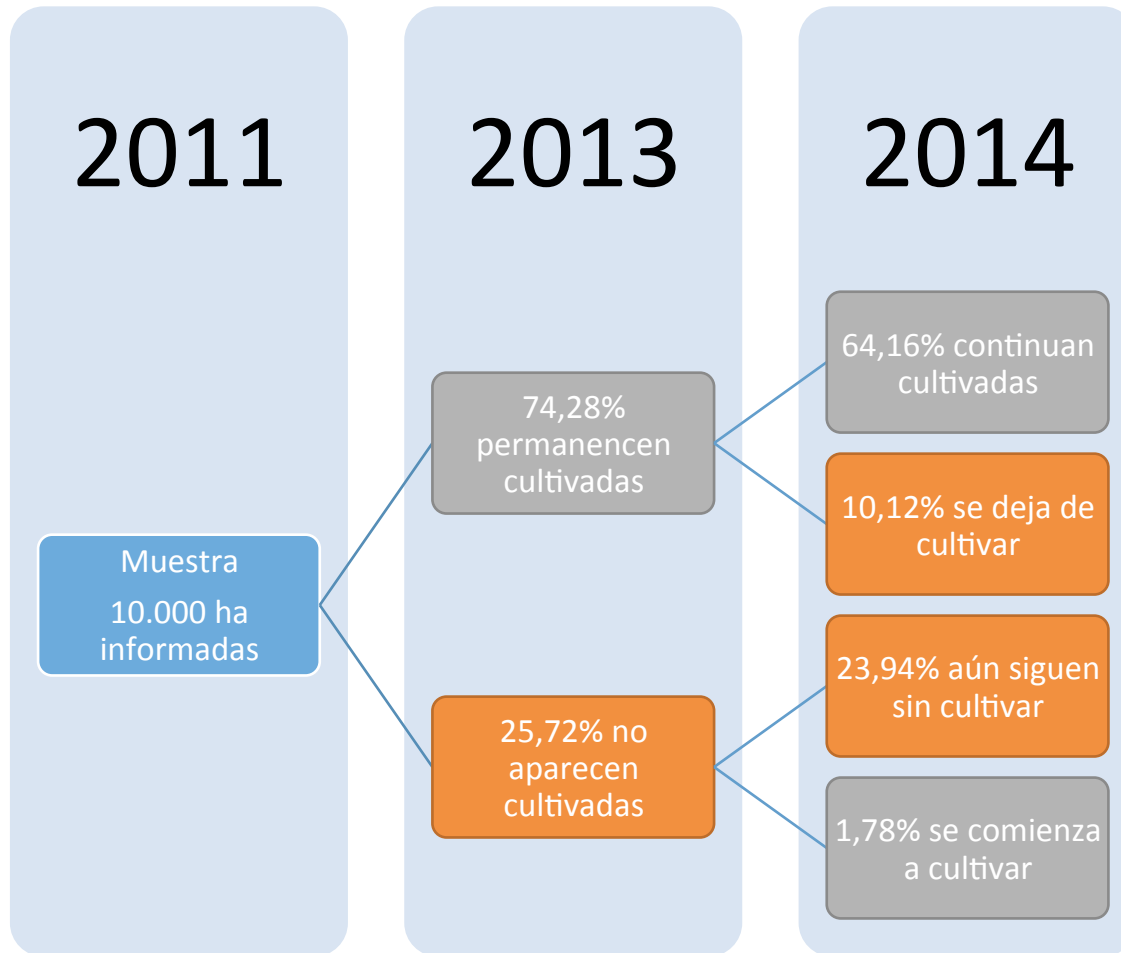 2011
2013
2014
Muestra
10.000 ha
informadas
74,28%
permanencen
cultivadas
25,72% no
aparecen
cultivadas
64,16% continuan
cultivadas
10,12% se deja de
cultivar
23,94% aún siguen
sin cultivar
1,78% se comienza
a cultivar